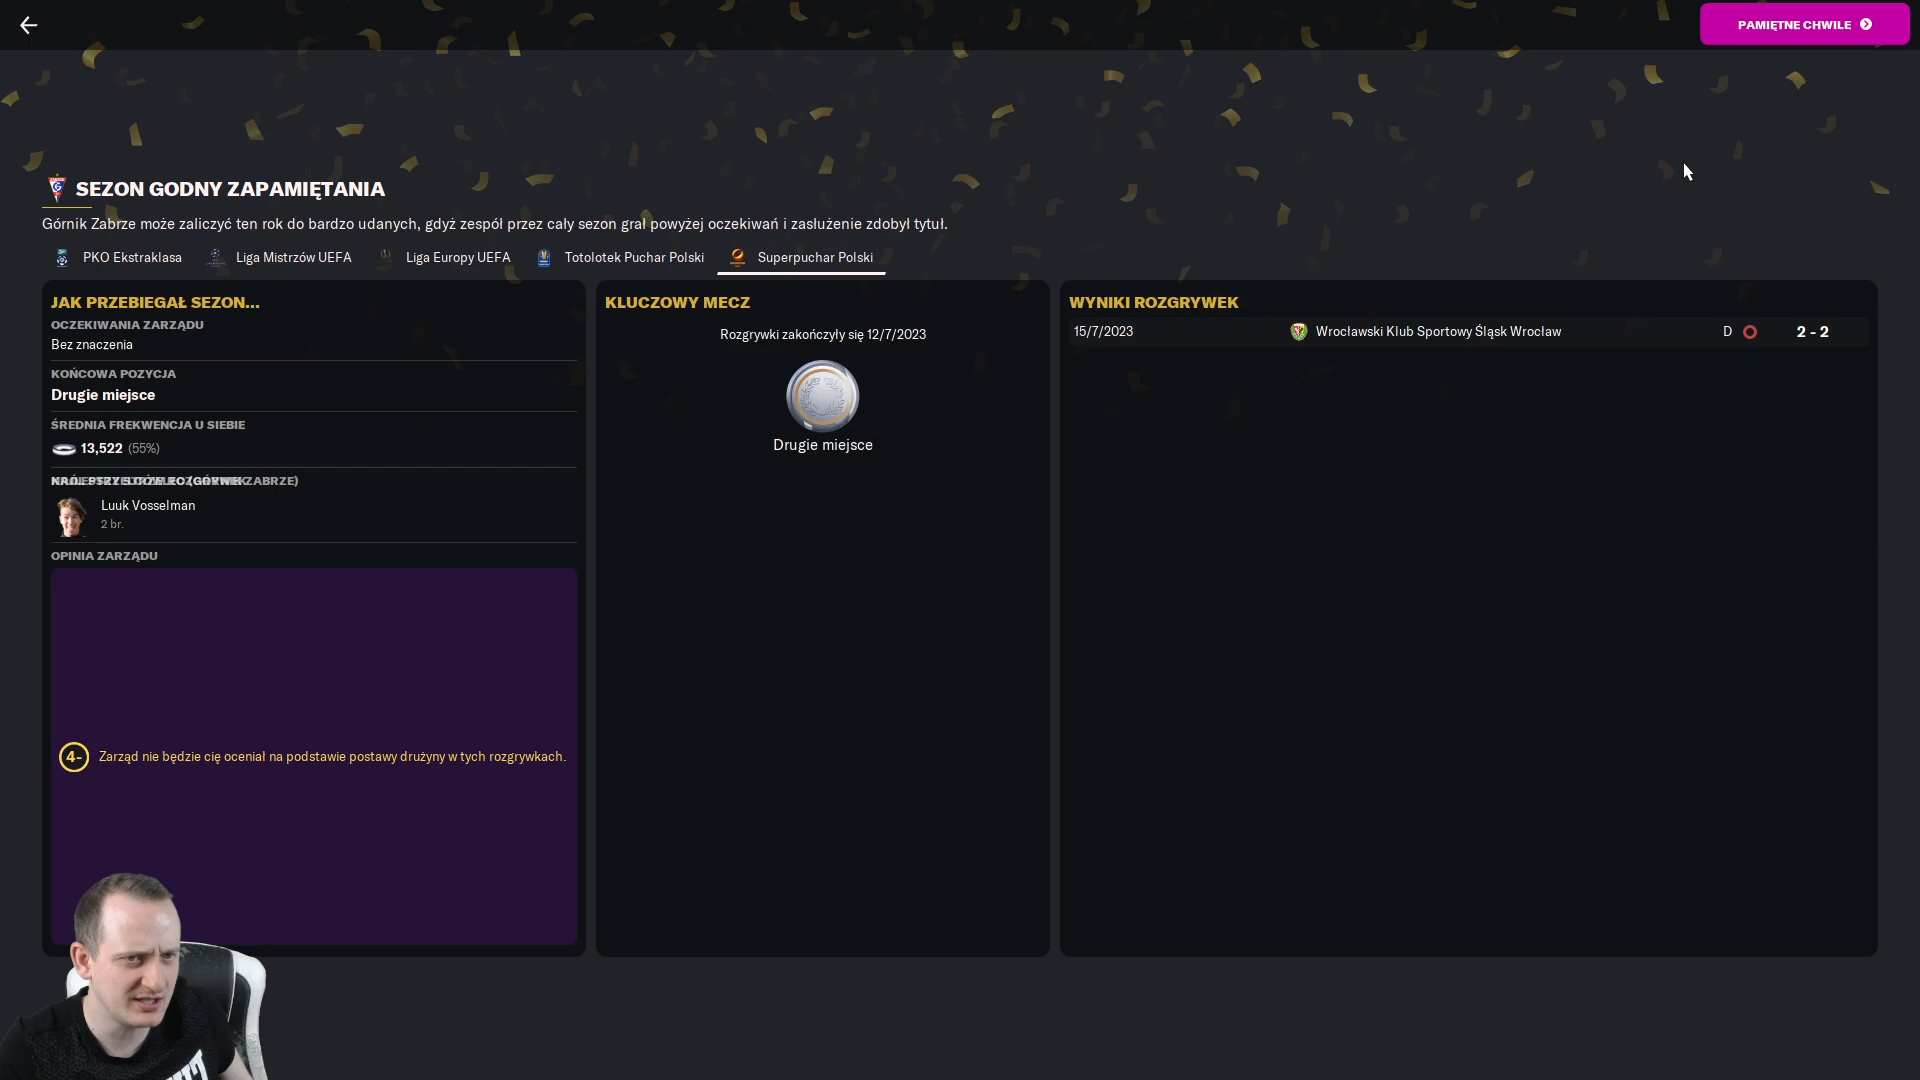 PAMIĘTNE CHWILE
SEZON GODNY ZAPAMIĘTANIA
Górnik Zabrze może zaliczyć ten rok do bardzo udanych, gdyż zespół przez cały sezon grał powyżej oczekiwań i zasłużenie zdobył tytuł.
PKO Ekstraklasa
Liga Mistrzów UEFA
Liga Europy UEFA
Totolotek Puchar Polski
Superpuchar Polski
JAK PRZEBIEGAŁ SEZON...
OCZEKIWANIA ZARZĄDU
Bez znaczenia
KOŃCOWA POZYCJA
Drugie miejsce
ŚREDNIA FREKWENCJA U SIEBIE
13,522 (55%)
ZABRZE)
Luuk Vosselman
2 br.
OPINIA ZARZĄDU
4- Zarząd nie będzie cię oceniał na podstawie postawy drużyny w tych rozgrywkach.
KLUCZOWY MECZ
Rozgrywki zakończyły się 12/7/2023
Drugie miejsce
WYNIKI ROZGRYWEK
15/7/2023 Wrocławski Klub Sportowy Śląsk Wrocław D 2 - 2